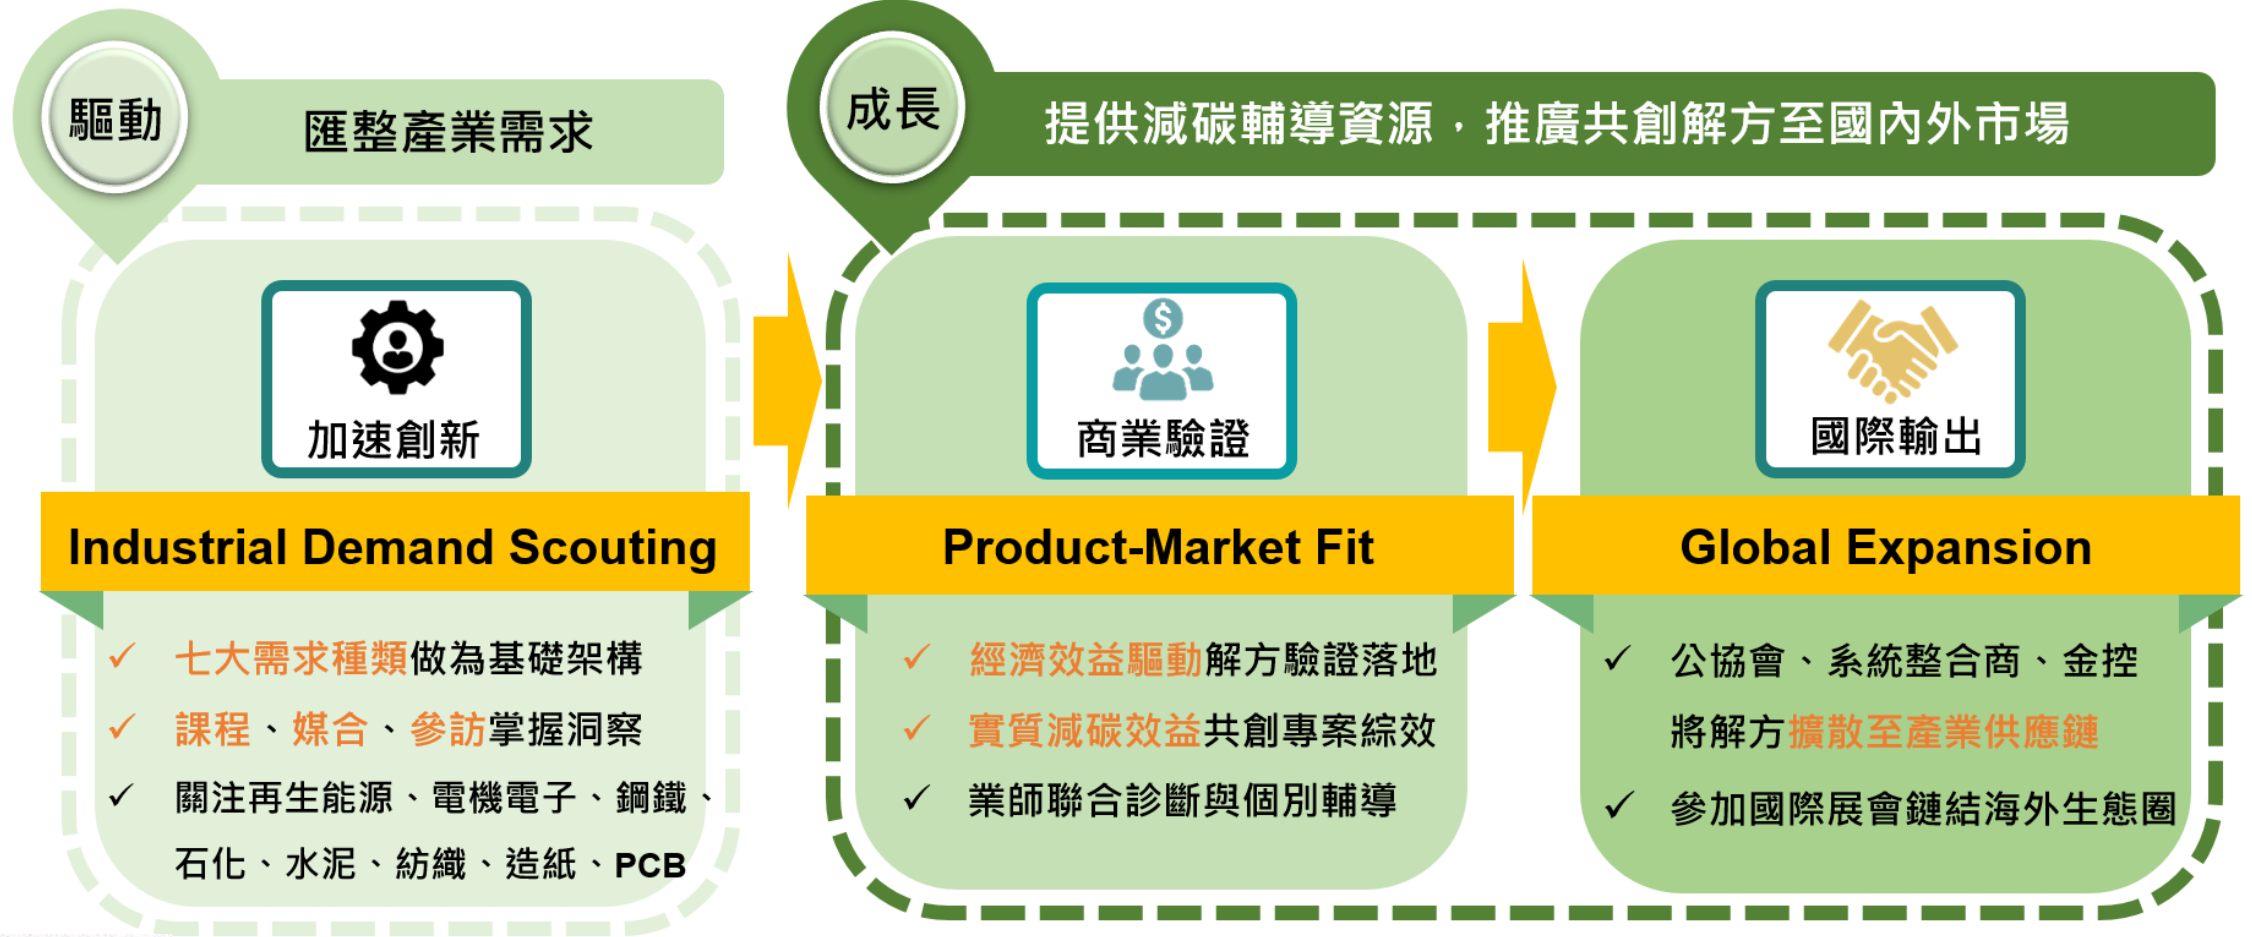 驅動
匯整產業需求
加速創新
Industrial Demand Scouting
✓ 七大需求種類做為基礎架構
✓ 課程、媒合、參訪掌握洞察
✓ 關注再生能源、電機電子、鋼鐵、
石化、水泥、紡織、造紙、PCB
成長
提供減碳輔導資源，推廣共創解方至國內外市場
$
商業驗證
Product-Market Fit
✓ 經濟效益驅動解方驗證落地
✓ 實質減碳效益共創專案綜效
✓ 業師聯合診斷與個別輔導
國際輸出
Global Expansion
✓ 公協會、系統整合商、金控
將解方擴散至產業供應鏈
✓ 參加國際展會鏈結海外生態圈